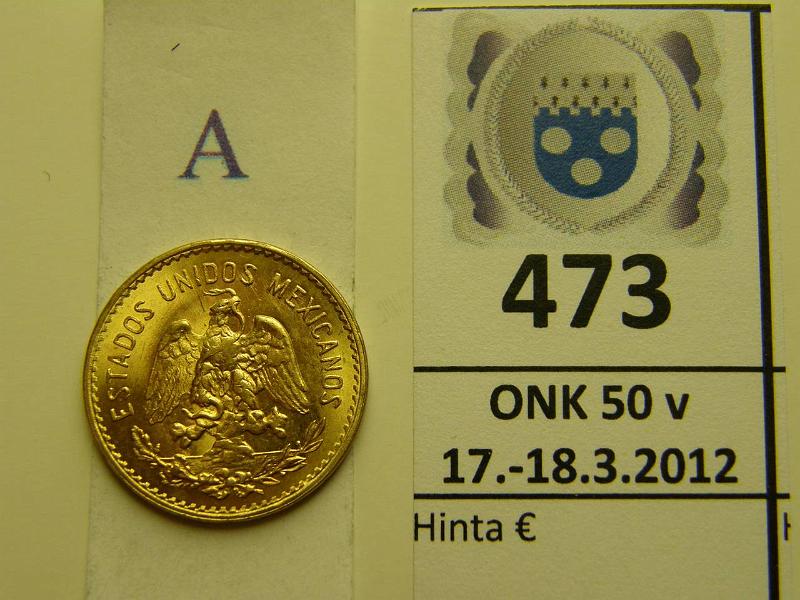 A
ESTADOS UNIDOS MEXICANOS
473
ONK 50 v
17.-18.3.2012
Hinta €